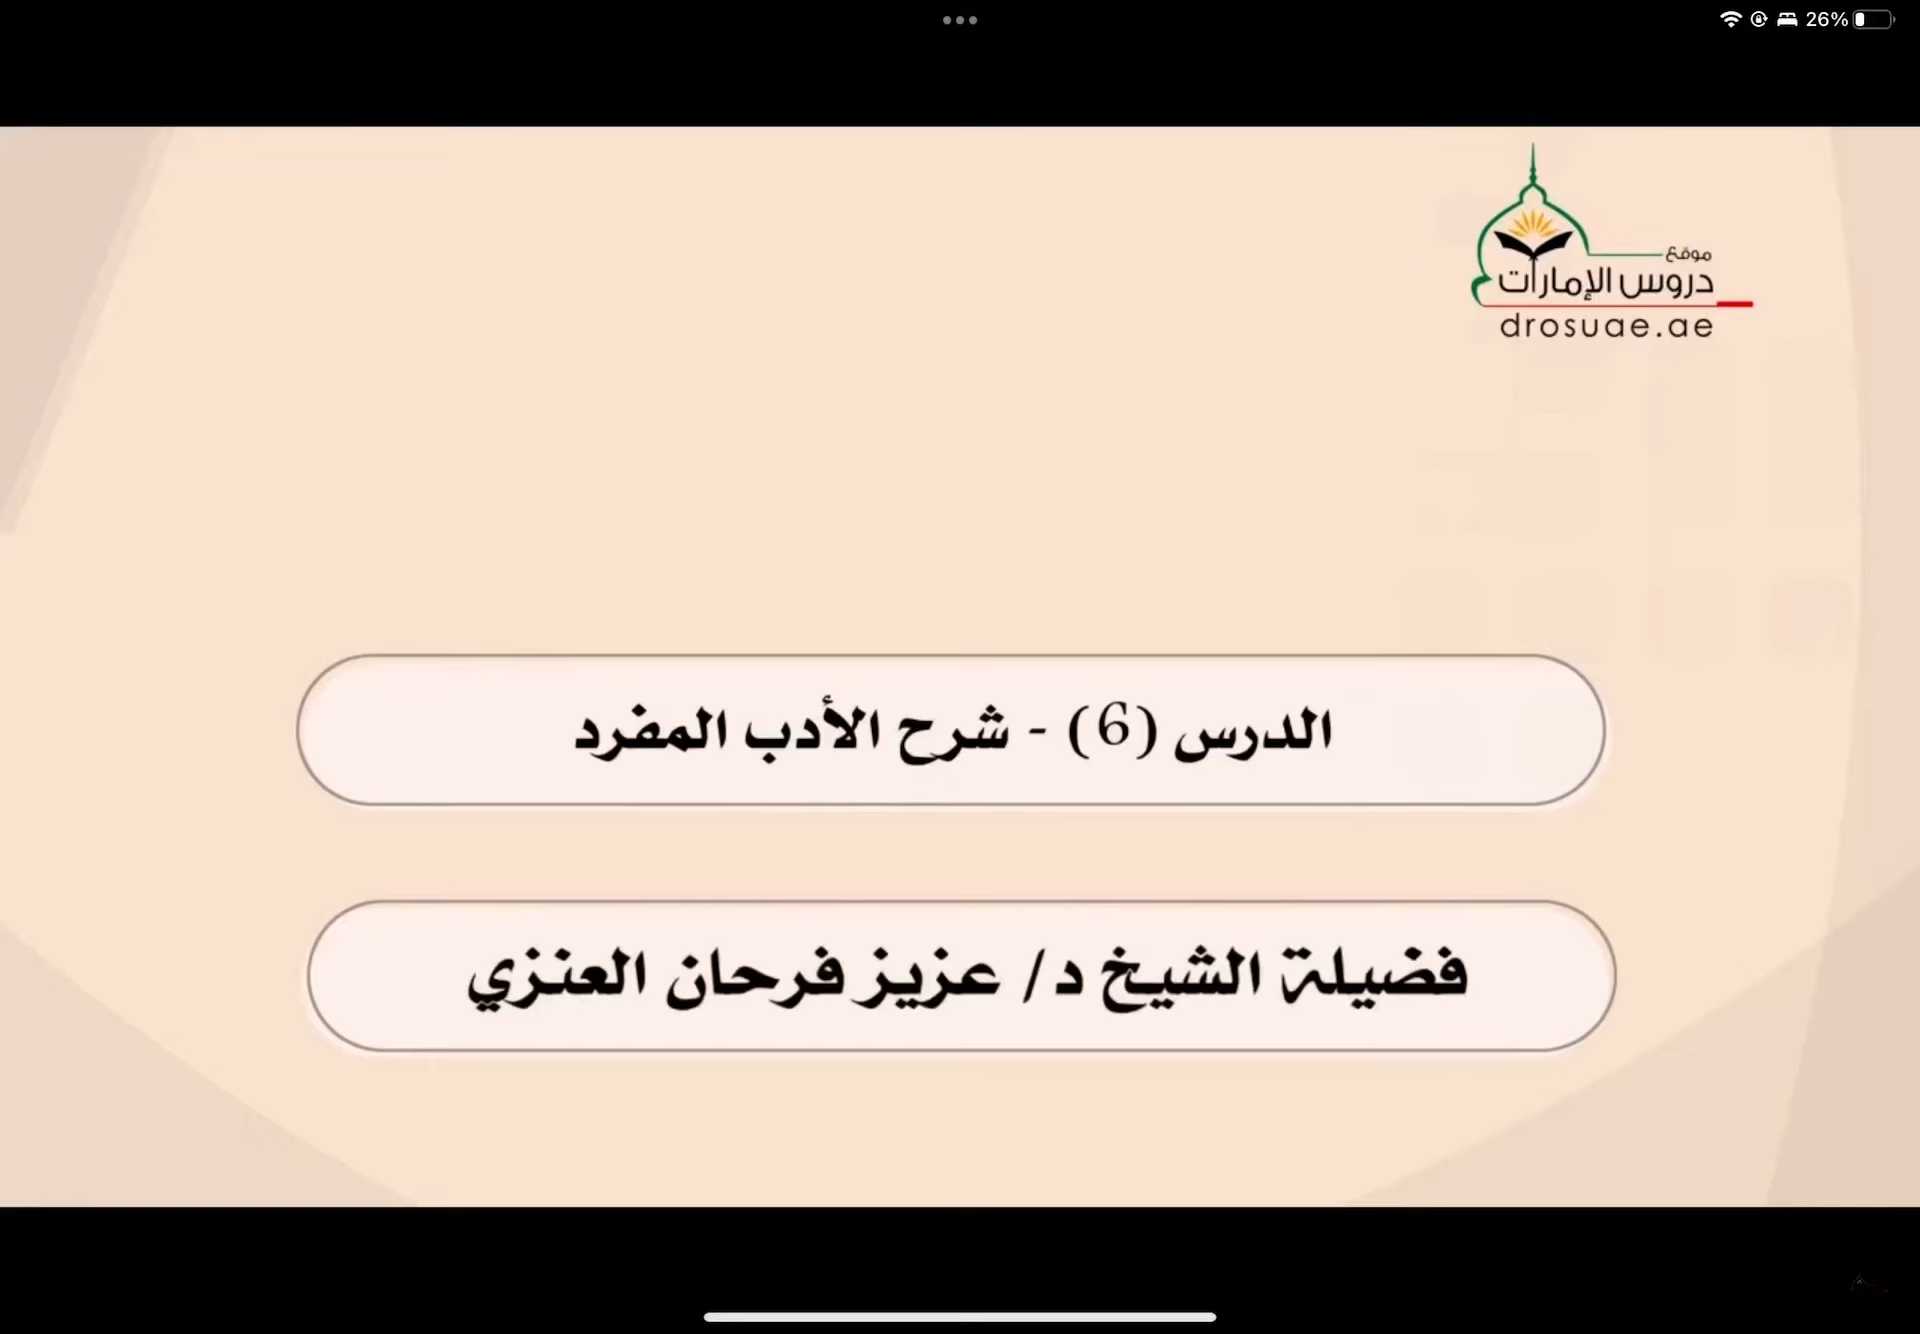 26%
موقع
دروس الإمارات
drosuae.ae
الدرس (6) - شرح الأدب المفرد
فضيلة الشيخ د/ عزيز فرحان العنزي